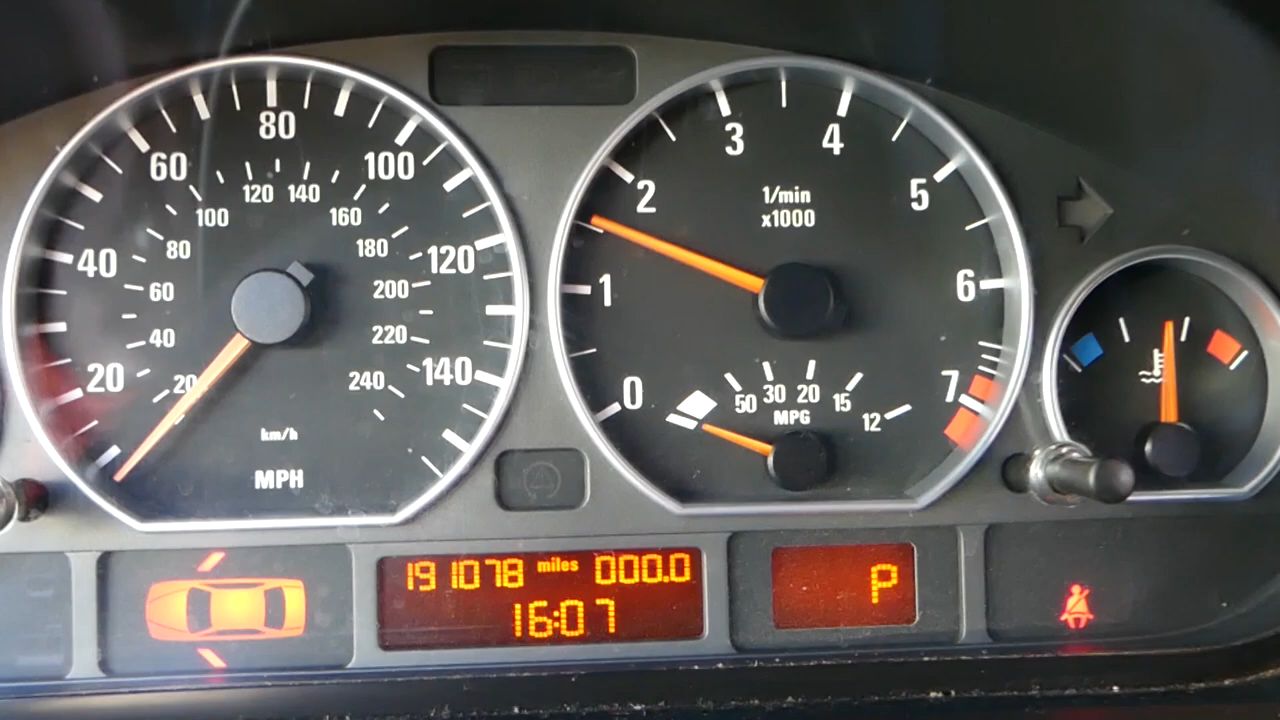 20 40 60 80 100 120 140
20 40 60 80 100 120 140 160 180 200 220 240
km/h
MPH
0 1 2 3 4 5 6 7
1/min
x1000
50 30 20 15 12
MPG
191078 miles 000.0
16:07
P